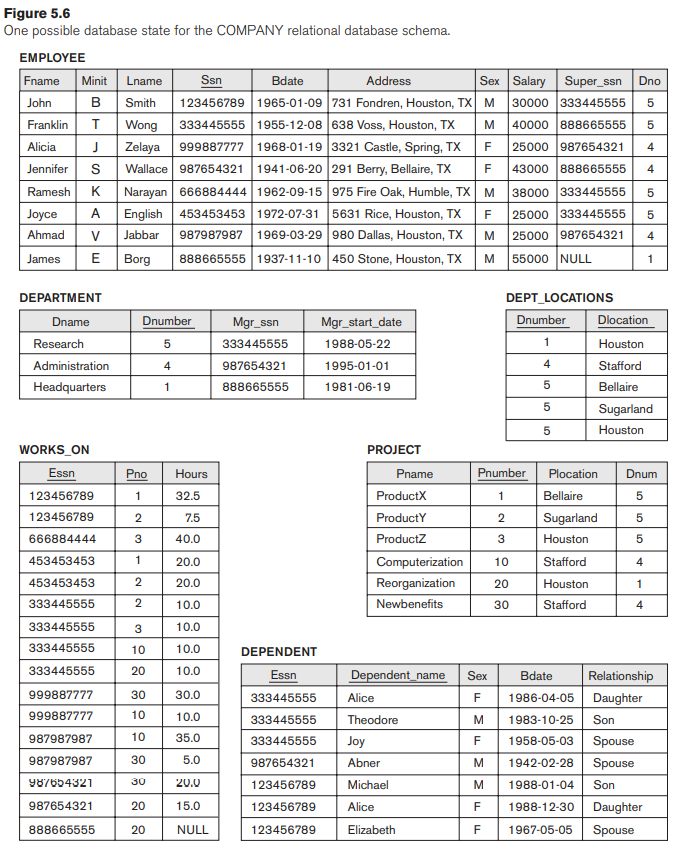 Figure 5.6
One possible database state for the COMPANY relational database schema.
EMPLOYEE
Fname Minit Lname Ssn Bdate Address Sex Salary Super_ssn Dno
John B Smith 123456789 1965-01-09 731 Fondren, Houston, TX M 30000 333445555 5
Franklin T Wong 333445555 1955-12-08 638 Voss, Houston, TX M 40000 888665555 5
Alicia J Zelaya 999887777 1968-01-19 3321 Castle, Spring, TX F 25000 987654321 4
Jennifer S Wallace 987654321 1941-06-20 291 Berry, Bellaire, TX F 43000 888665555 4
Ramesh K Narayan 666884444 1962-09-15 975 Fire Oak, Humble, TX M 38000 333445555 5
Joyce A English 453453453 1972-07-31 5631 Rice, Houston, TX F 25000 333445555 5
Ahmad V Jabbar 987987987 1969-03-29 980 Dallas, Houston, TX M 25000 987654321 4
James E Borg 888665555 1937-11-10 450 Stone, Houston, TX M 55000 NULL 1
DEPARTMENT
Dname Dnumber Mgr_ssn Mgr_start_date
Research 5 333445555 1988-05-22
Administration 4 987654321 1995-01-01
Headquarters 1 888665555 1981-06-19
DEPT_LOCATIONS
Dnumber Dlocation
1 Houston
4 Stafford
5 Bellaire
5 Sugarland
5 Houston
WORKS_ON
Essn Pno Hours
123456789 1 32.5
123456789 2 7.5
666884444 3 40.0
453453453 1 20.0
453453453 2 20.0
333445555 2 10.0
333445555 3 10.0
333445555 10 10.0
333445555 20 10.0
999887777 30 30.0
999887777 10 10.0
987987987 10 35.0
987987987 30 5.0
987654321 30 20.0
987654321 20 15.0
888665555 20 NULL
PROJECT
Pname Pnumber Plocation Dnum
ProductX 1 Bellaire 5
ProductY 2 Sugarland 5
ProductZ 3 Houston 5
Computerization 10 Stafford 4
Reorganization 20 Houston 1
Newbenefits 30 Stafford 4
DEPENDENT
Essn Dependent_name Sex Bdate Relationship
333445555 Alice F 1986-04-05 Daughter
333445555 Theodore M 1983-10-25 Son
333445555 Joy F 1958-05-03 Spouse
987654321 Abner M 1942-02-28 Spouse
123456789 Michael M 1988-01-04 Son
123456789 Alice F 1988-12-30 Daughter
123456789 Elizabeth F 1967-05-05 Spouse